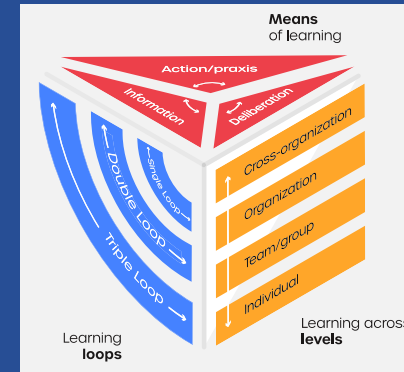 Means
of learning
Action/praxis
Information
Deliberation
Single Loop
Double Loop
Triple Loop
Cross-organization
Organization
Team/group
Individual
Learning
loops
Learning across
levels